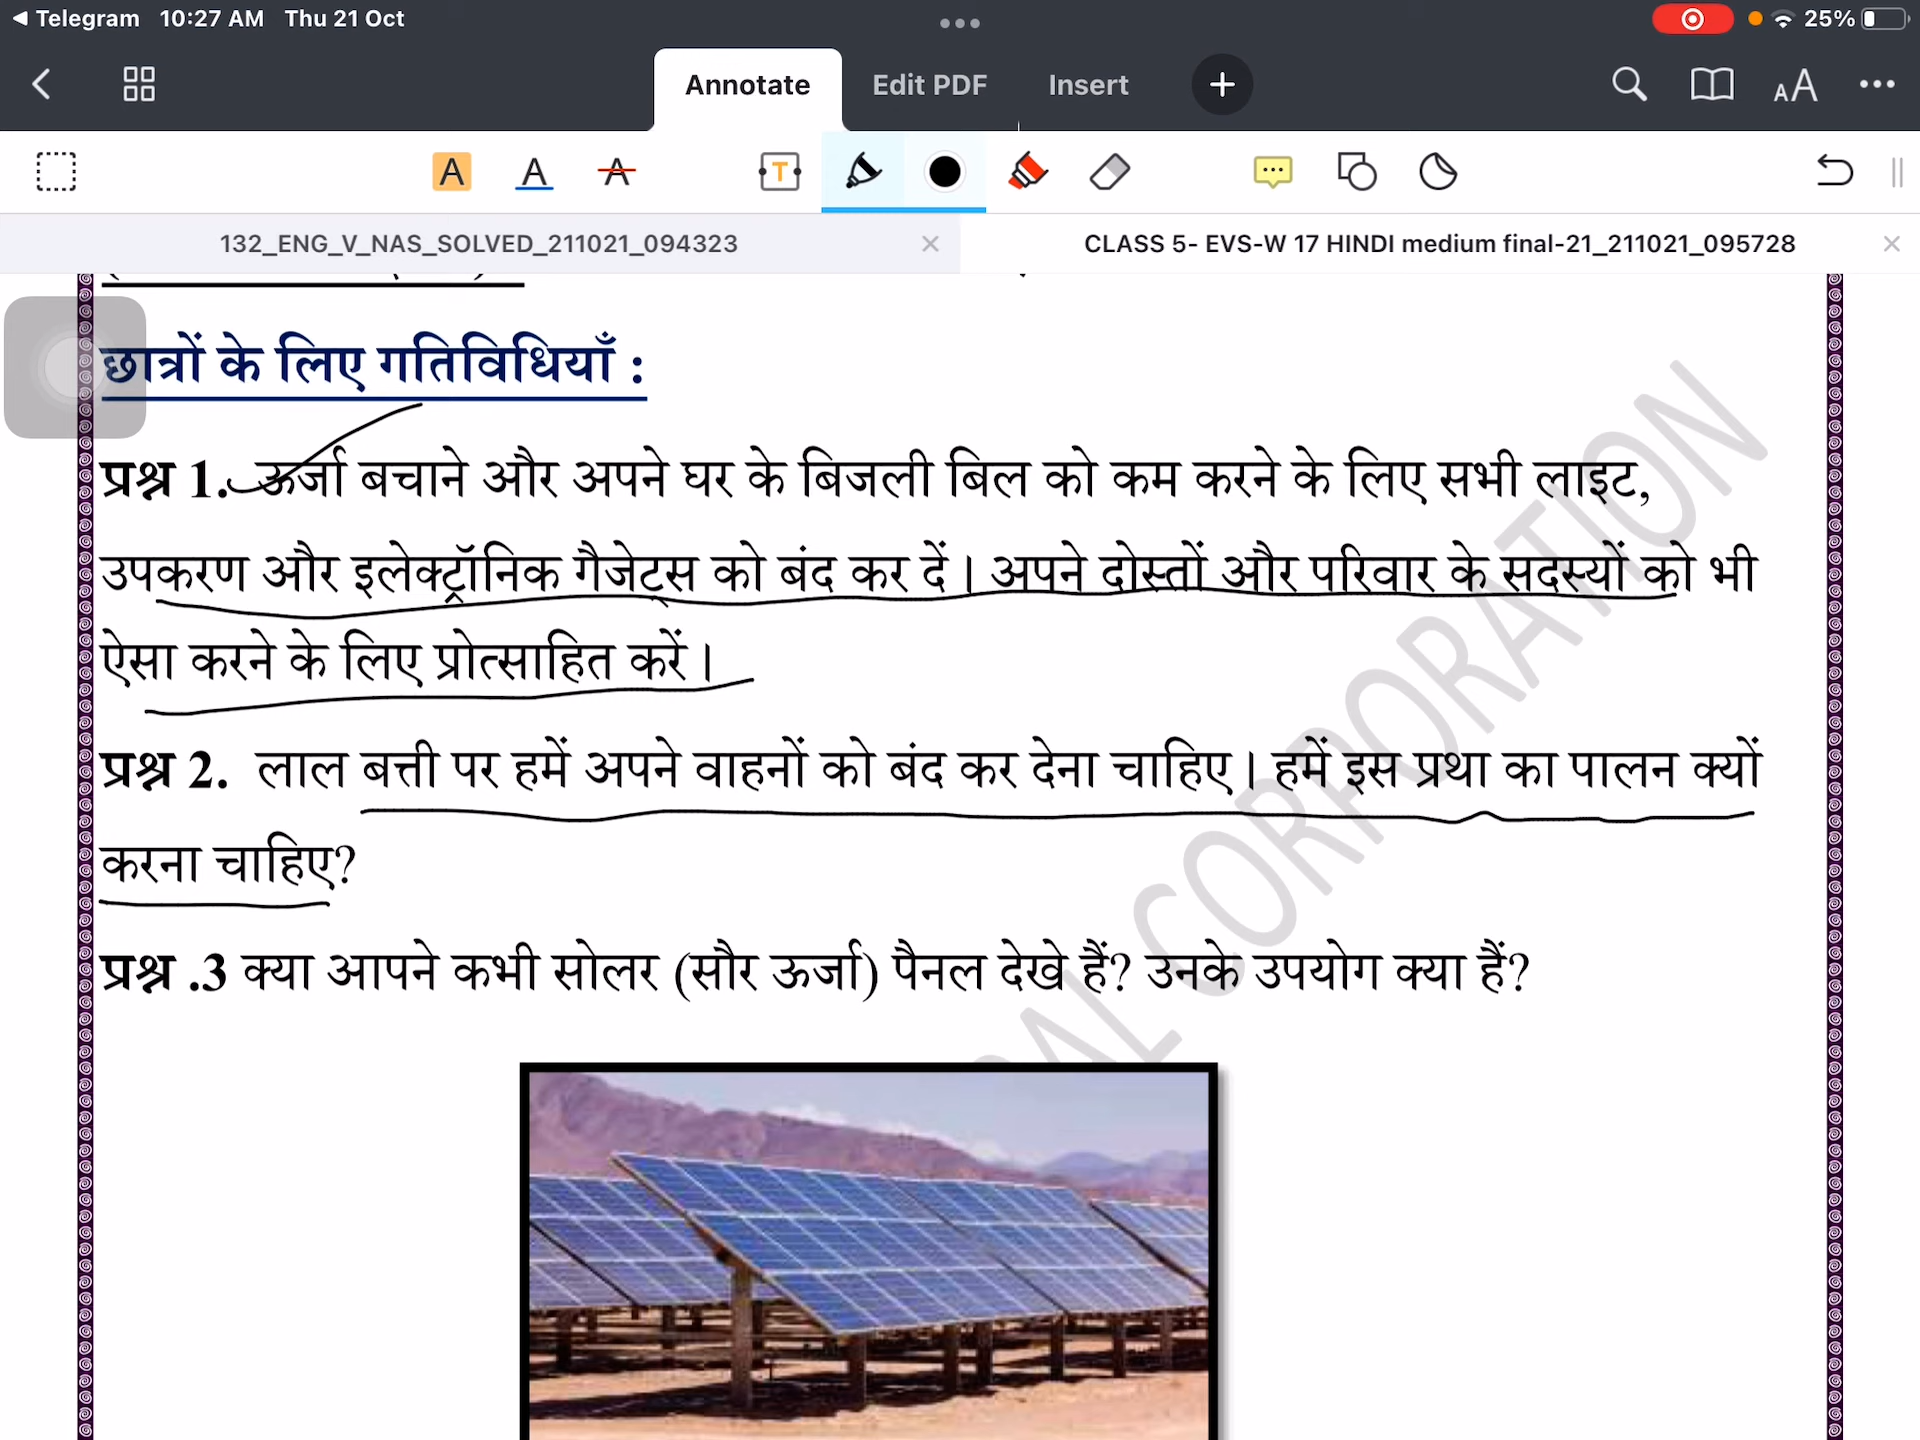 Telegram 10:27 AM Thu 21 Oct
25%
Annotate Edit PDF Insert
132_ENG_V_NAS_SOLVED_211021_094323
CLASS 5- EVS-W 17 HINDI medium final-21_211021_095728
छात्रों के लिए गतिविधियाँ :
प्रश्न 1. ऊर्जा बचाने और अपने घर के बिजली बिल को कम करने के लिए सभी लाइट,
उपकरण और इलेक्ट्रॉनिक गैजेट्स को बंद कर दें। अपने दोस्तों और परिवार के सदस्यों को भी
ऐसा करने के लिए प्रोत्साहित करें।
प्रश्न 2. लाल बत्ती पर हमें अपने वाहनों को बंद कर देना चाहिए। हमें इस प्रथा का पालन क्यों
करना चाहिए?
प्रश्न .3 क्या आपने कभी सोलर (सौर ऊर्जा) पैनल देखे हैं? उनके उपयोग क्या हैं?
CORPORATION